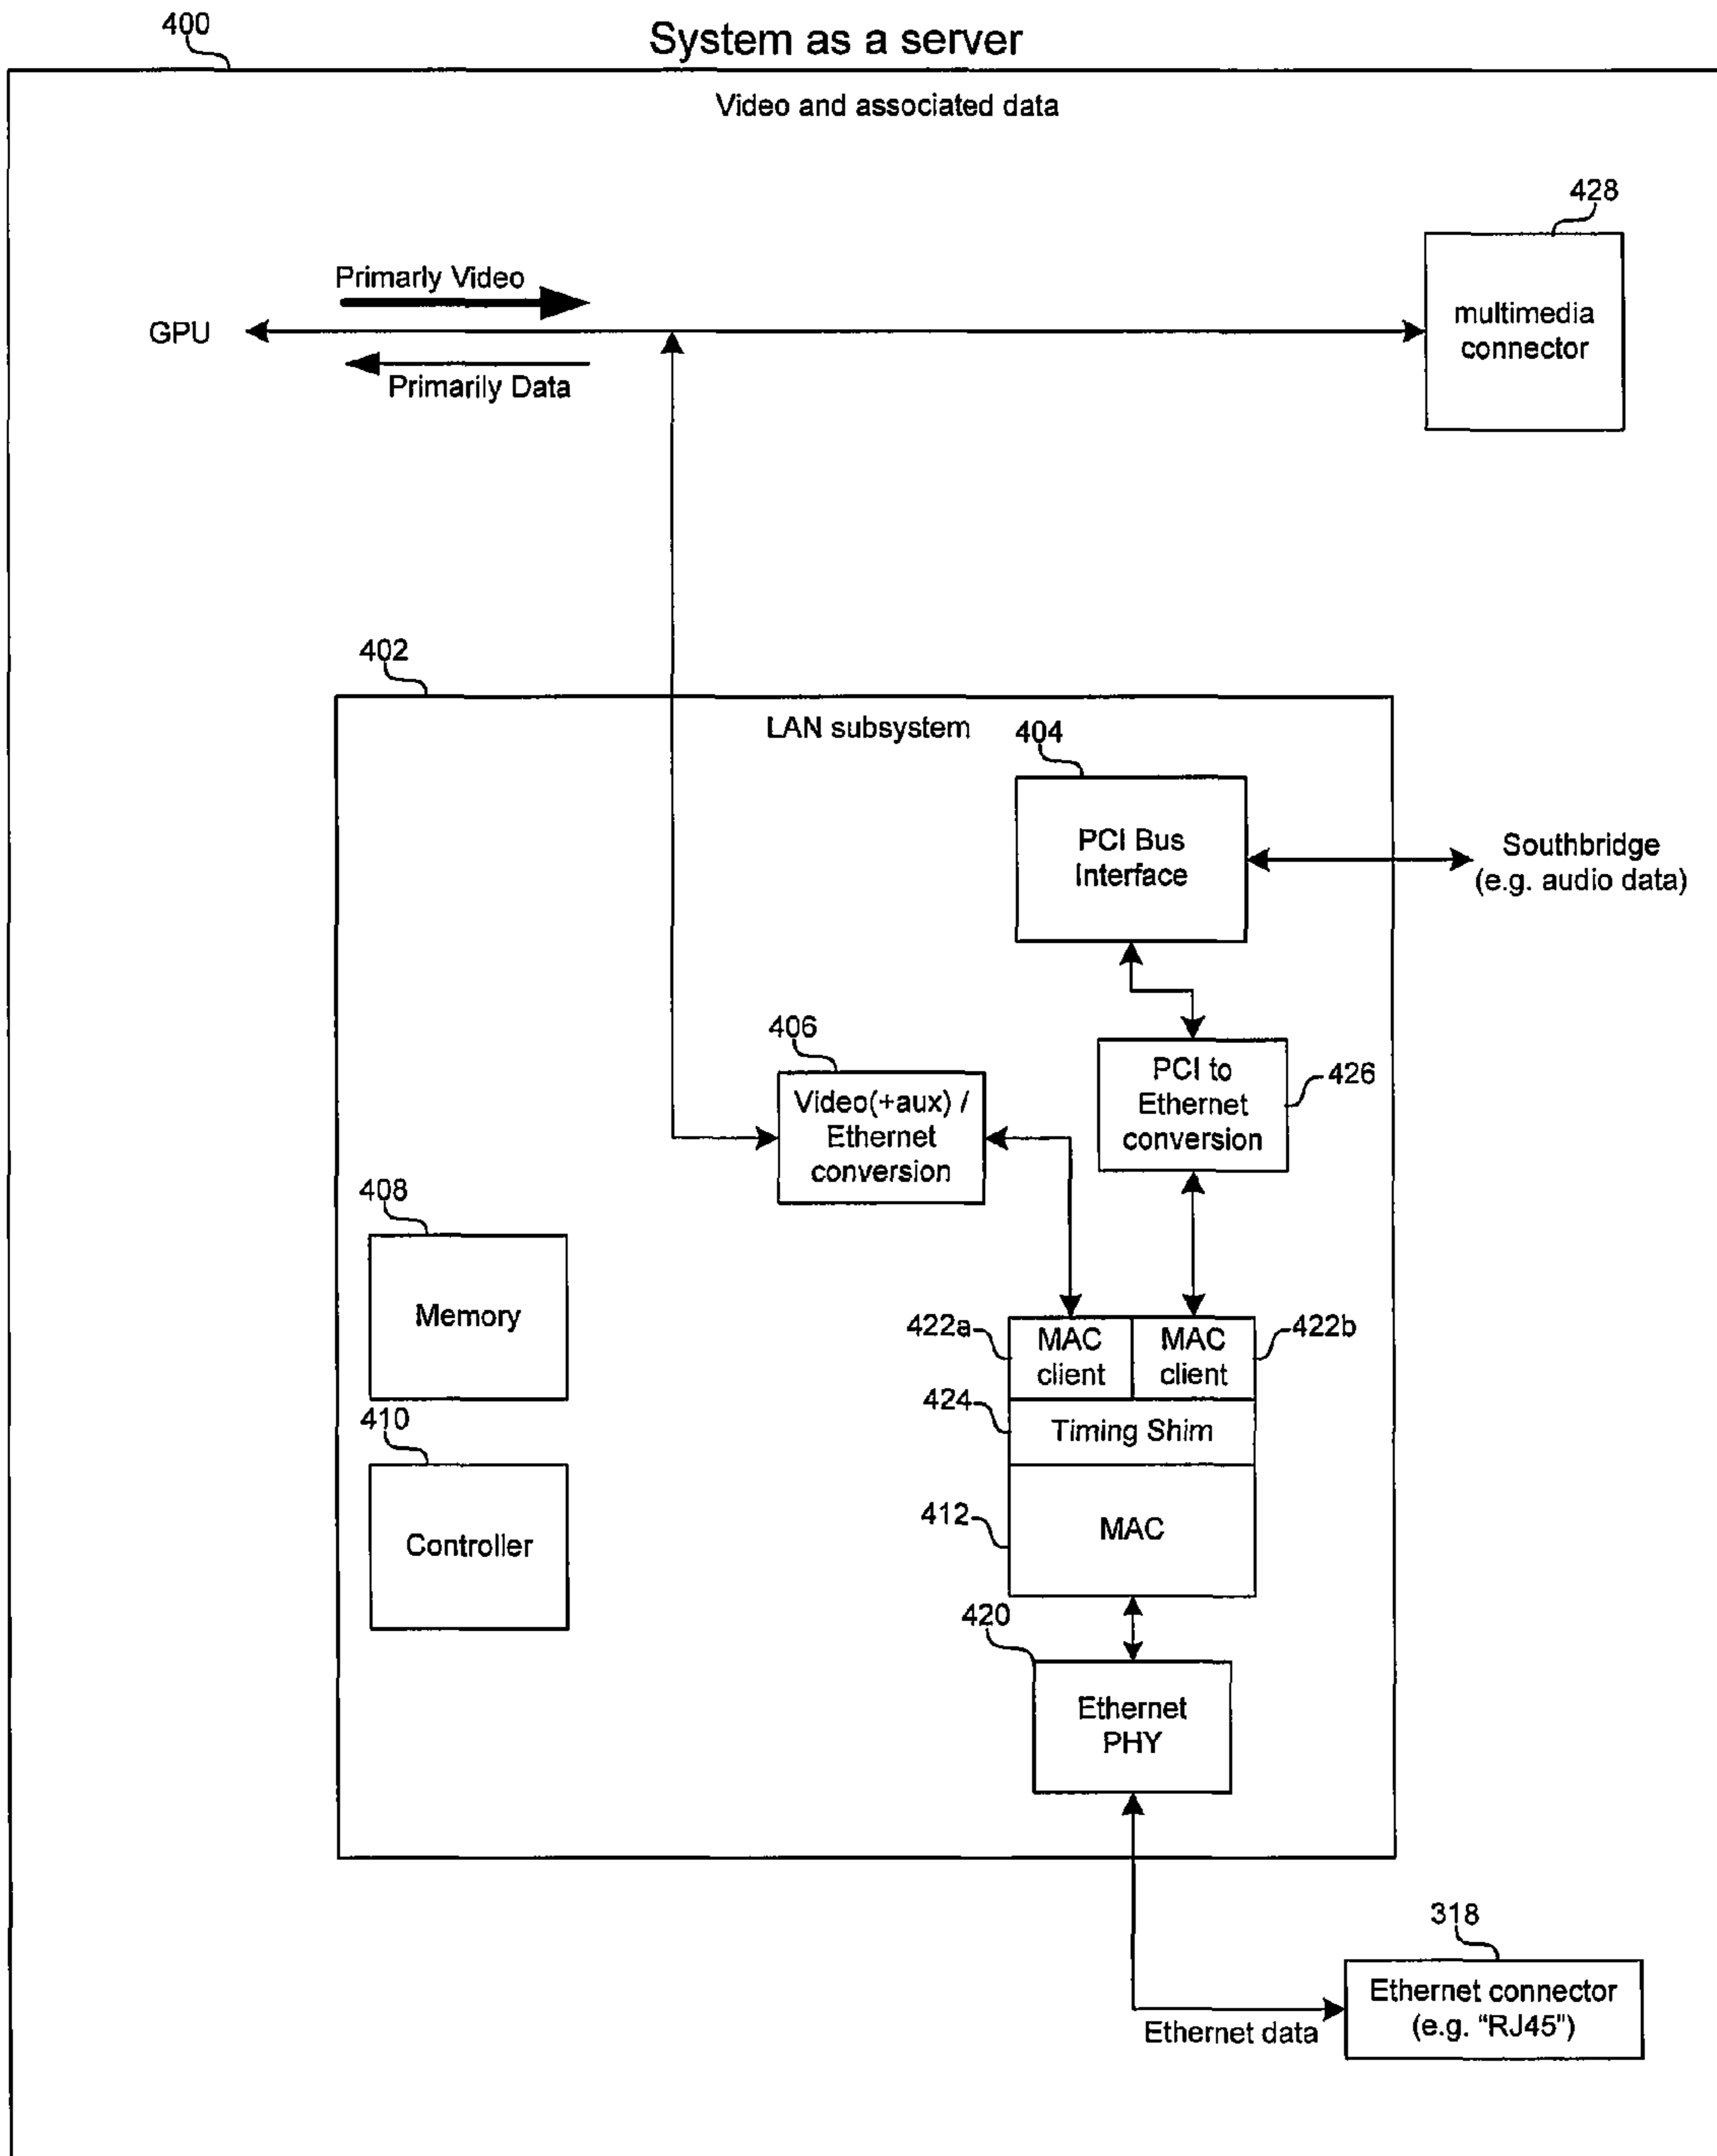 400
System as a server
Video and associated data
428
Primarly Video
GPU
multimedia
connector
Primarily Data
402
LAN subsystem
404
PCI Bus
Interface
Southbridge
(e.g. audio data)
406
Video(+aux) /
Ethernet
conversion
PCI to
Ethernet
conversion
426
408
Memory
422a
MAC
client
MAC
client
422b
424
Timing Shim
410
Controller
412
MAC
420
Ethernet
PHY
318
Ethernet connector
(e.g. “RJ45”)
Ethernet data